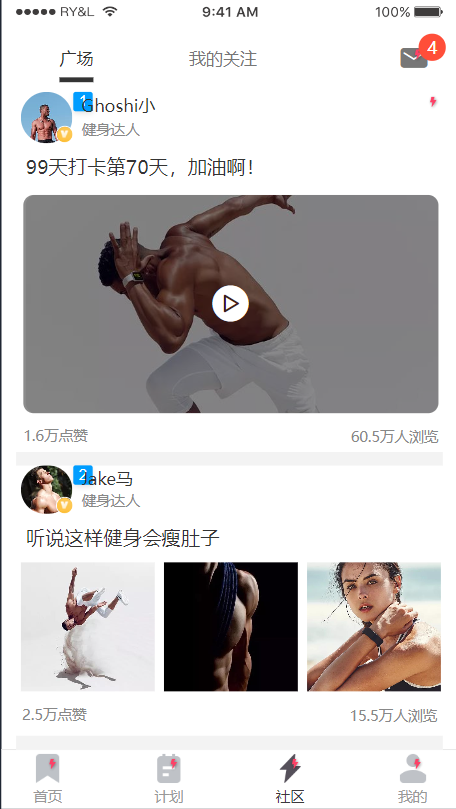 RY&L 9:41 AM 100%
广场 我的关注 4
1 Ghoshi小
健身达人
99天打卡第70天，加油啊！
1.6万点赞 60.5万人浏览
2 Jake马
健身达人
听说这样健身会瘦肚子
2.5万点赞 15.5万人浏览
首页 计划 社区 我的